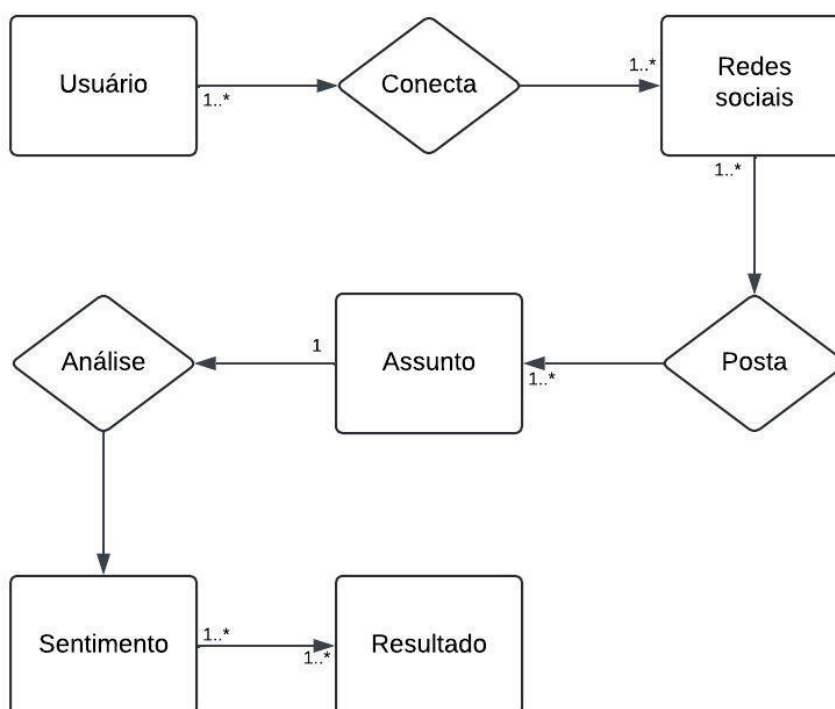 Usuário
1..*
Conecta
1..*
Redes
sociais
1..*
Análise
1
Assunto
1..*
Posta
Sentimento
1..*
1..*
Resultado